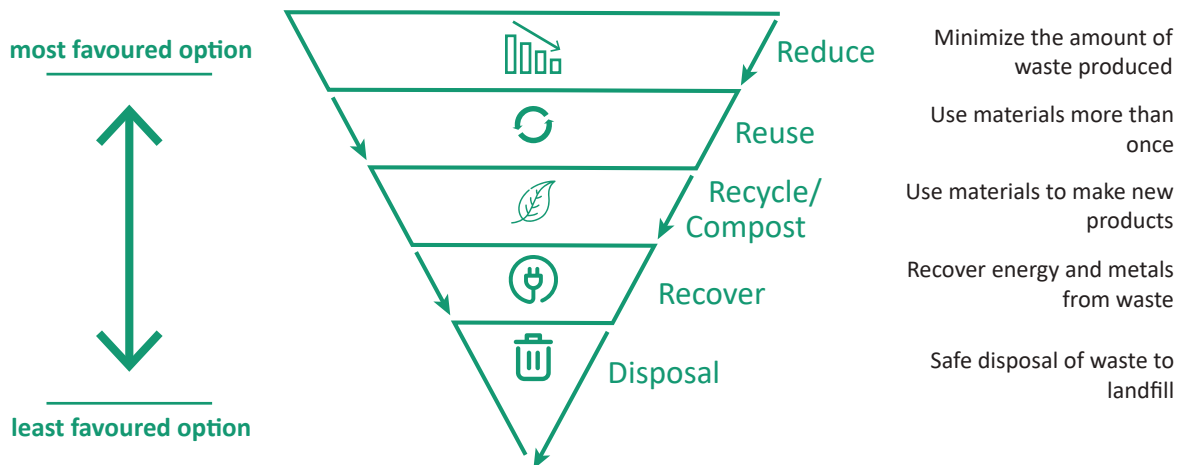 most favoured option
Reduce
Minimize the amount of
waste produced
Reuse
Use materials more than
once
Recycle/
Compost
Use materials to make new
products
Recover
Recover energy and metals
from waste
Disposal
Safe disposal of waste to
landfill
least favoured option